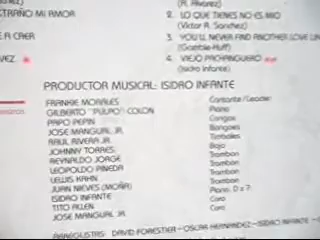 TRAÑO MI AMOR
A CAER
VEZ
(R. Alvarez)
2. LO QUE TIENES NO ES MIO
(Victor R. Sanchez)
3. YOU'LL NEVER FIND ANOTHER LOVE
(Gamble-Huff)
4. VIEJO PACHANGUERO
(Isidro Infante)
PRODUCTOR MUSICAL: ISIDRO INFANTE
FRANKIE MORALES Cantante/Leader
GILBERTO "PULPO" COLON Piano
PAPO PEPIN Congas
JOSE MANGUAL JR. Bongoes
RAUL RIVERA JR. Timbales
JOHNNY TORRES Bajo
REYNALDO JORGE Trombon
LEOPOLDO PINEDA Trombon
LEWIS KAHN Trombon
JUAN NIEVES (MOÑA) Trombon
ISIDRO INFANTE Piano, D x 7
TITO ALLEN Coro
JOSE MANGUAL JR. Coro
ARREGLISTAS: DAVID FORESTIER—OSCAR HERNANDEZ—ISIDRO INFANTE